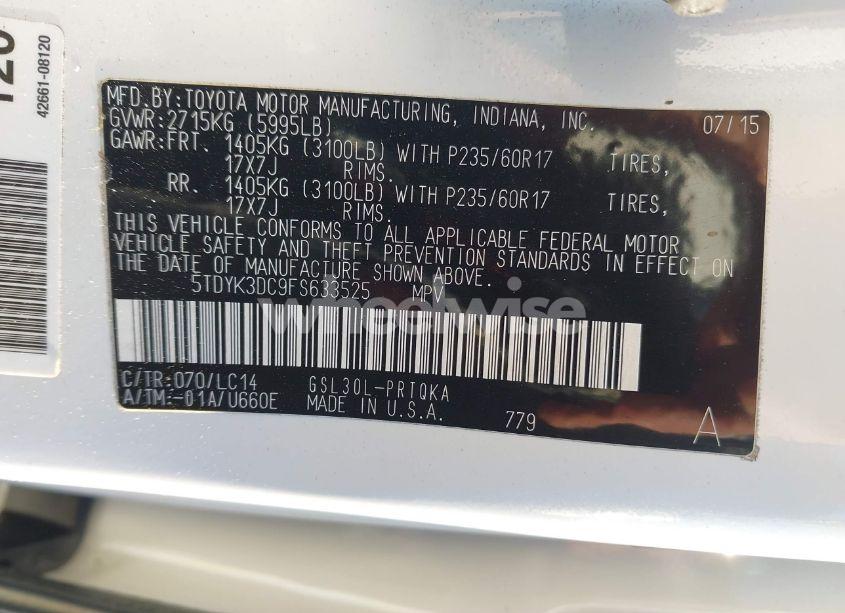 42661-08120
MFD.BY:TOYOTA MOTOR MANUFACTURING, INDIANA, INC. 07/15
GVWR:2715KG (5995LB)
GAWR:FRT. 1405KG (3100LB) WITH P235/60R17 TIRES,
17X7J RIMS.
RR. 1405KG (3100LB) WITH P235/60R17 TIRES,
17X7J RIMS.
THIS VEHICLE CONFORMS TO ALL APPLICABLE FEDERAL MOTOR
VEHICLE SAFETY AND THEFT PREVENTION STANDARDS IN EFFECT ON
THE DATE OF MANUFACTURE SHOWN ABOVE.
5TDYK3DC9FS633525 MPV
wheelwise
C/TR:070/LC14 GSL30L-PRTQKA
A/TM:-01A/U660E MADE IN U.S.A.
779 A